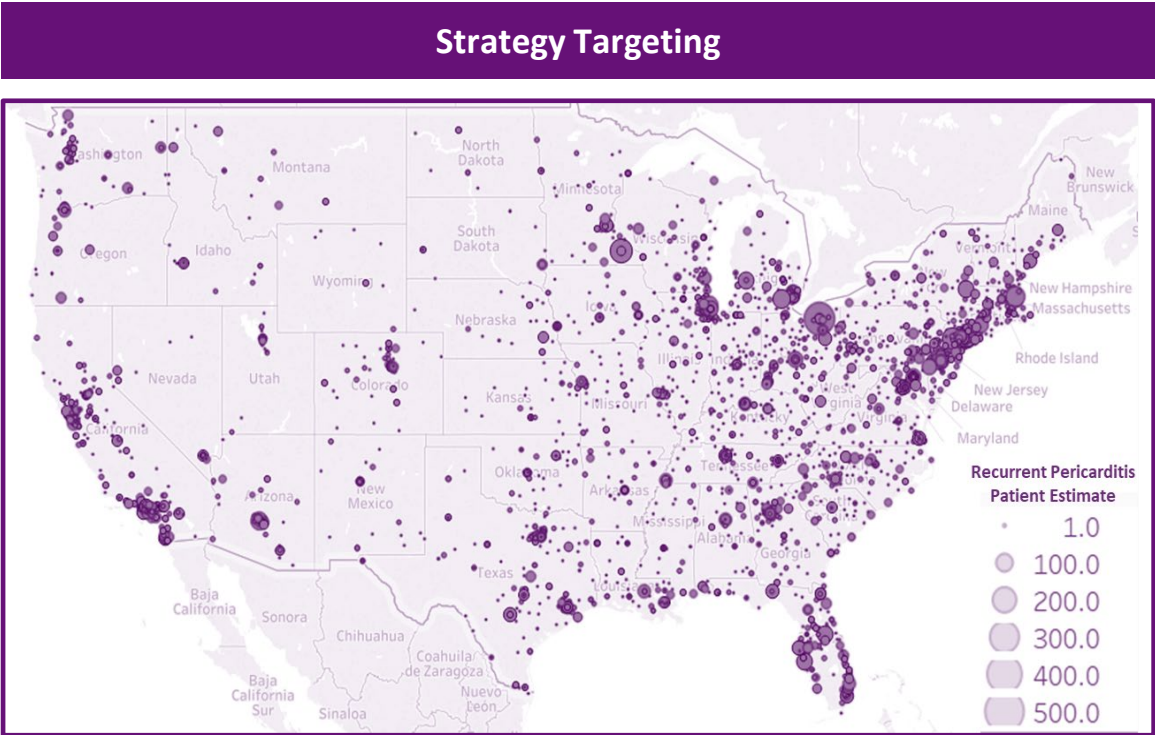 Strategy Targeting
North
Dakota
Montana
Minnesota
New
Brunswick
Maine
South
Dakota
Wisconsin
Vermont
Oregon
Idaho
Wyoming
New Hampshire
Massachusetts
Iowa
Nebraska
Rhode Island
Nevada
Utah
Colorado
Illinois
Kansas
Missouri
West
Virginia
New Jersey
Delaware
Kentucky
Virginia
California
Maryland
Oklahoma
Tennessee
Arizona
New
Mexico
Arkansas
South
Mississippi
Alabama
Georgia
Texas
Louisiana
Baja
California
Sonora
Chihuahua
Coahuila
de Zaragoza
Baja
California
Sur
Nuevo
León
Sinaloa
Recurrent Pericarditis
Patient Estimate
1.0
100.0
200.0
300.0
400.0
500.0